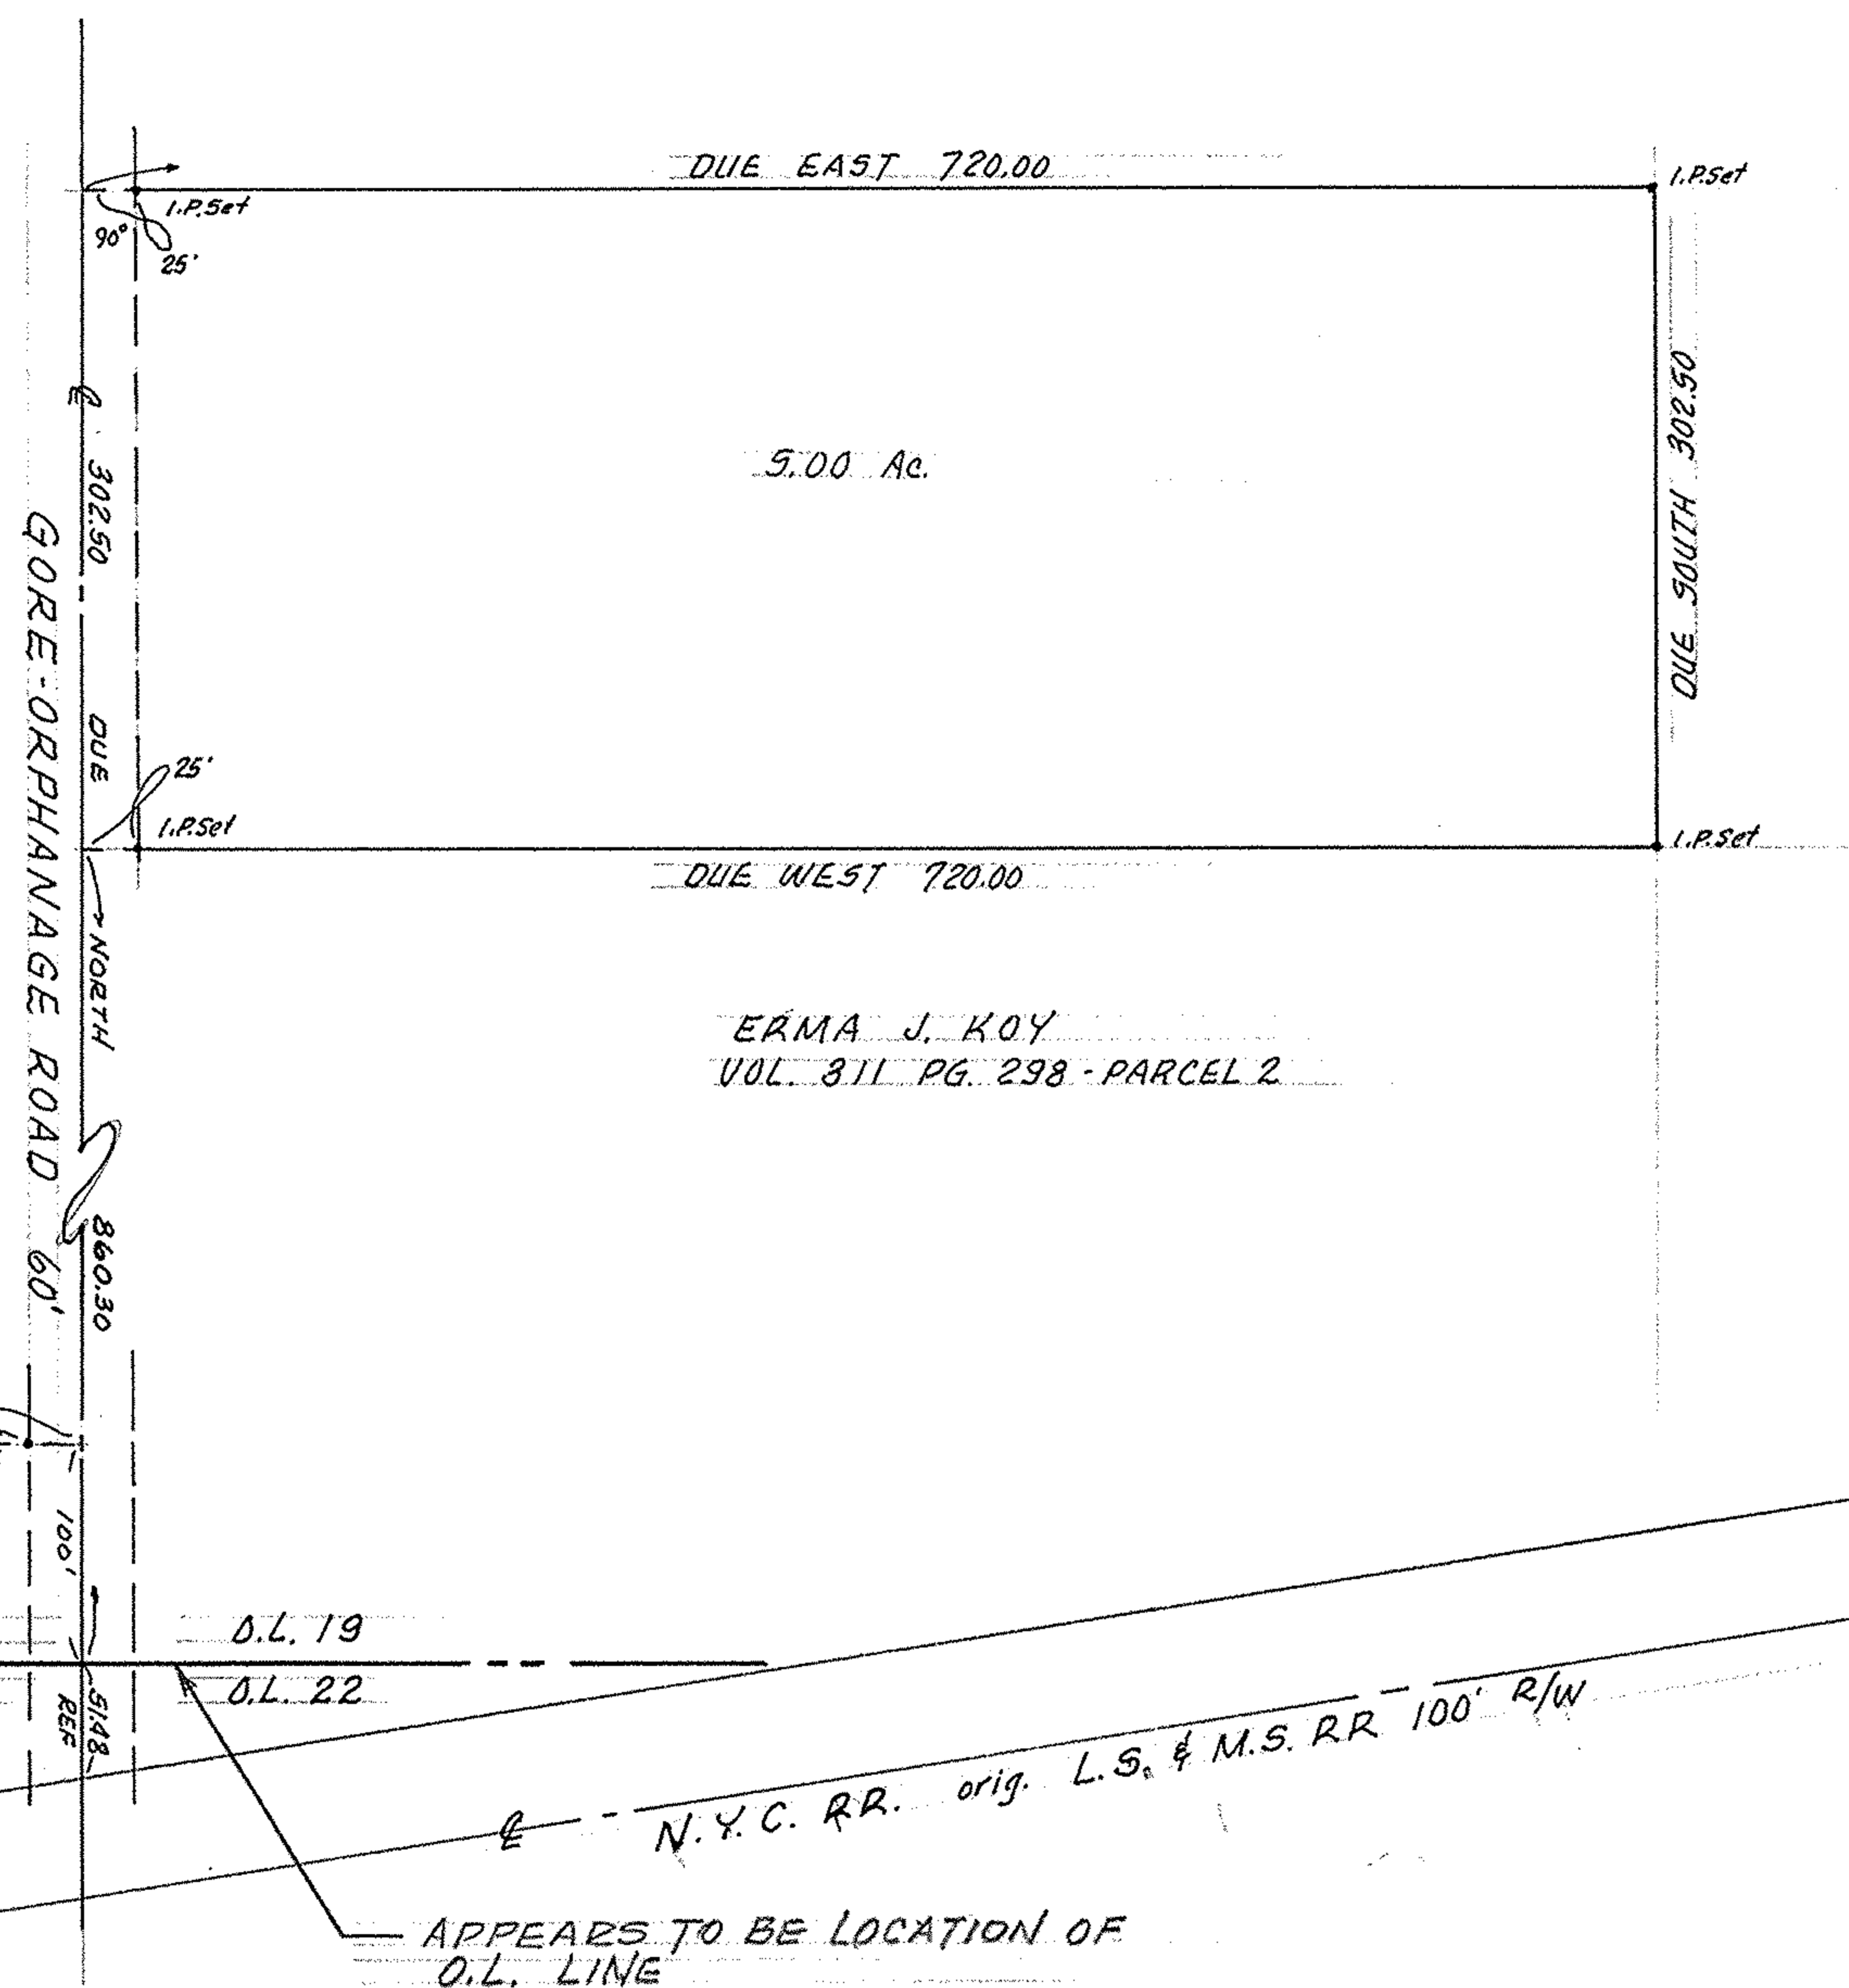 DUE EAST 720.00
I.P.Set
I.P.Set
90°
25'
℄ 302.50 DUE
DUE SOUTH 302.50
5.00 Ac.
GORE-ORPHANAGE ROAD 60'
25'
I.P.Set
I.P.Set
DUE WEST 720.00
NORTH
ERMA J. KOY
VOL. 311 PG. 298 - PARCEL 2
860.30
100'
O.L. 19
O.L. 22
51.48
REF
℄ N.Y.C. RR. orig. L.S. & M.S. RR 100' R/W
APPEARS TO BE LOCATION OF
O.L. LINE